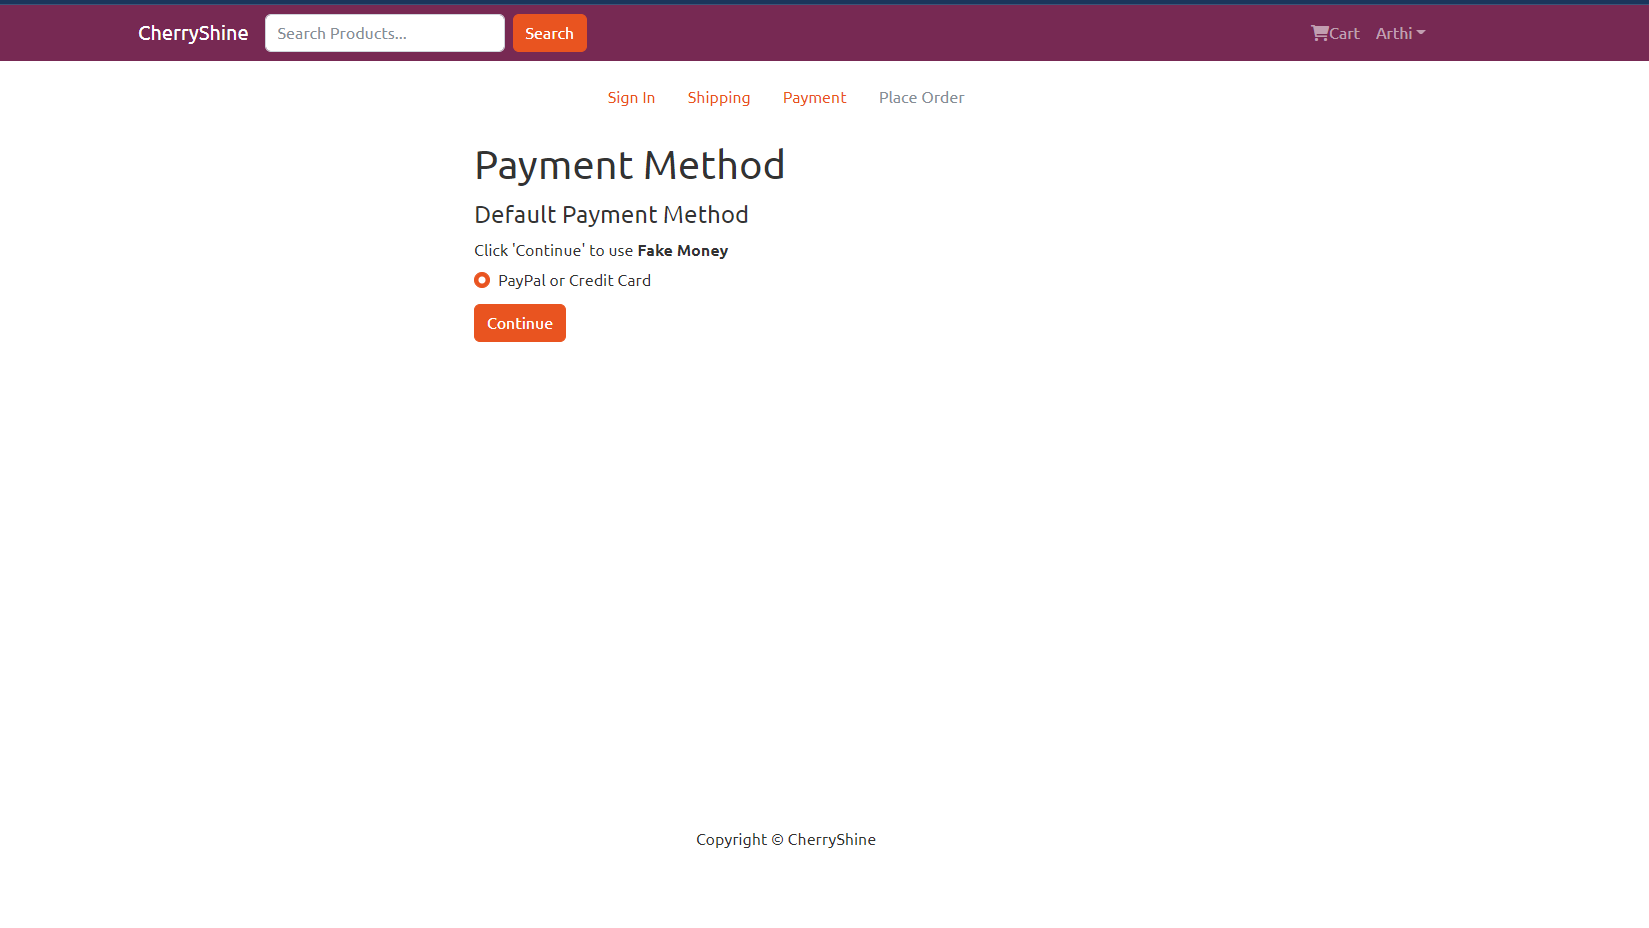 CherryShine Search Products... Search Cart Arthi
Sign In Shipping Payment Place Order
Payment Method
Default Payment Method
Click 'Continue' to use Fake Money
PayPal or Credit Card
Continue
Copyright © CherryShine